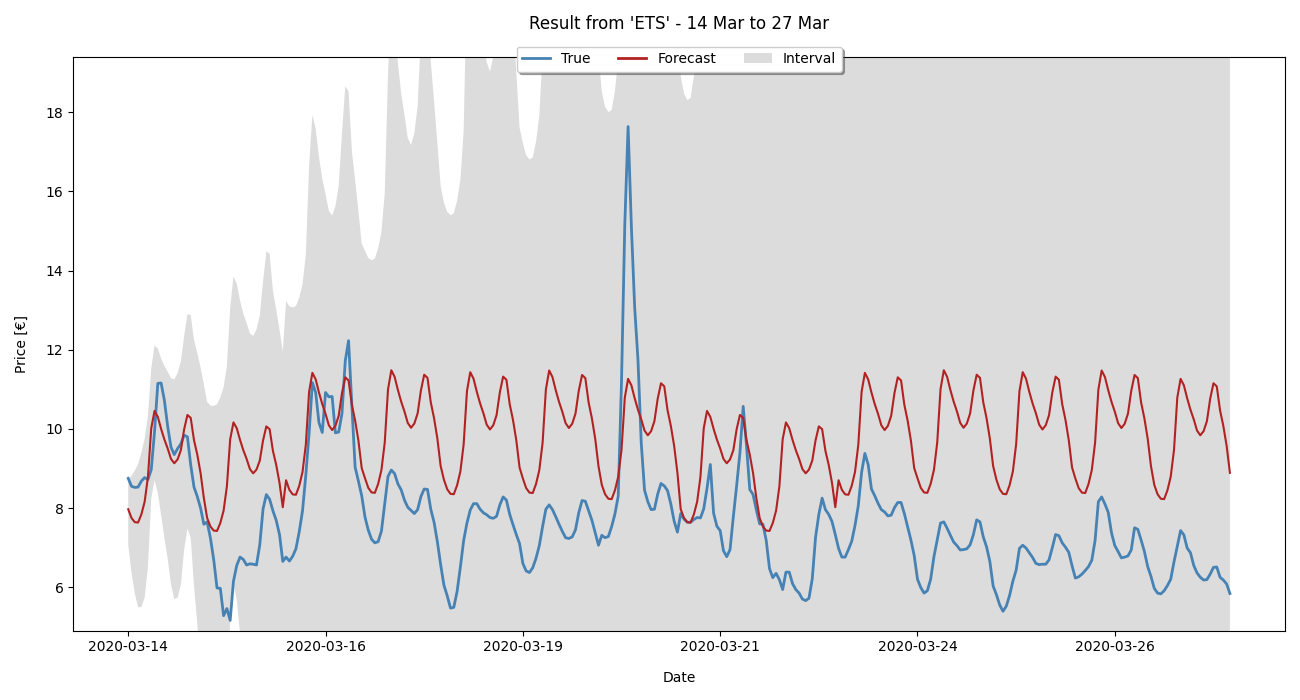 Result from 'ETS' - 14 Mar to 27 Mar
True Forecast Interval
18
16
14
12
10
8
6
Price [€]
2020-03-14 2020-03-16 2020-03-19 2020-03-21 2020-03-24 2020-03-26
Date